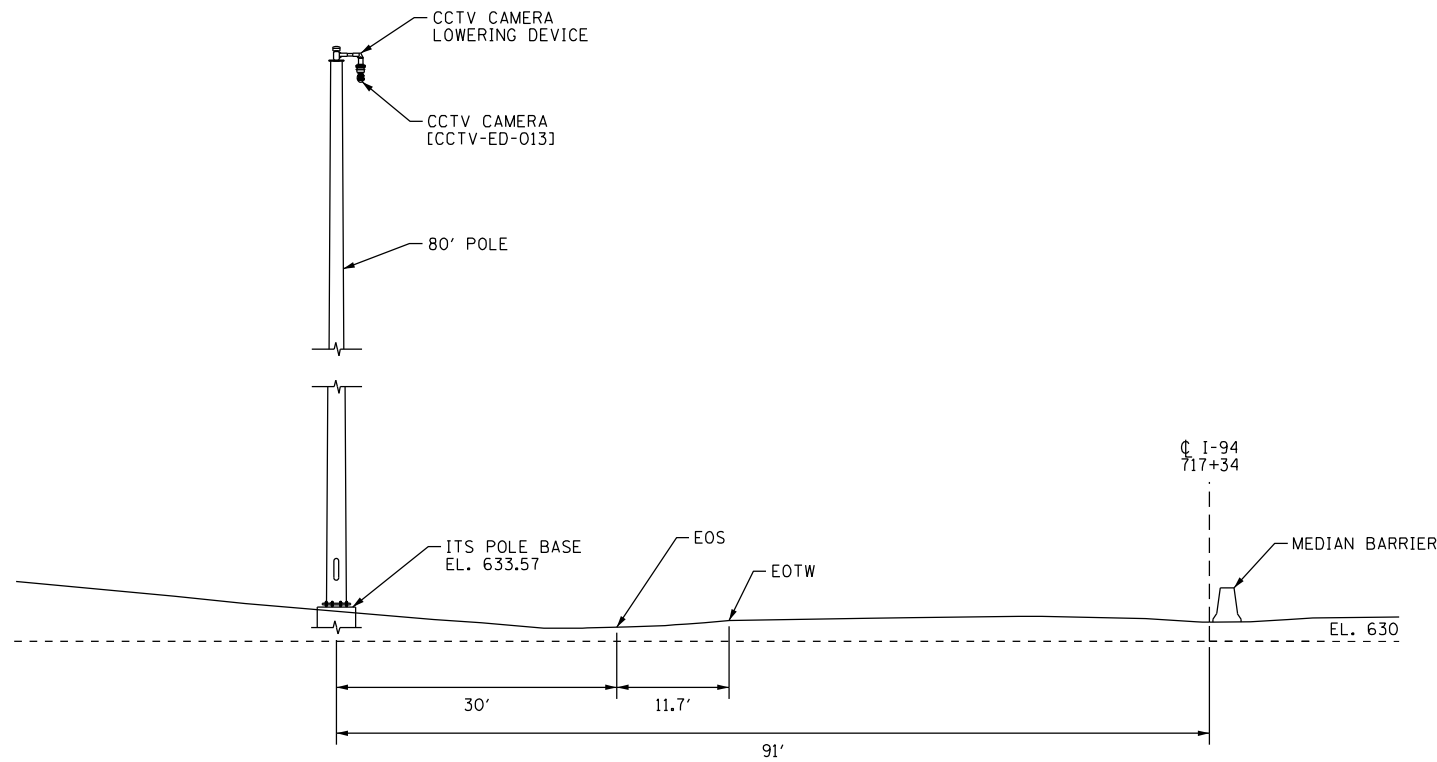 CCTV CAMERA
LOWERING DEVICE
CCTV CAMERA
[CCTV-ED-013]
80' POLE
℄ I-94
717+34
ITS POLE BASE
EL. 633.57
EOS
EOTW
MEDIAN BARRIER
EL. 630
30'
11.7'
91'